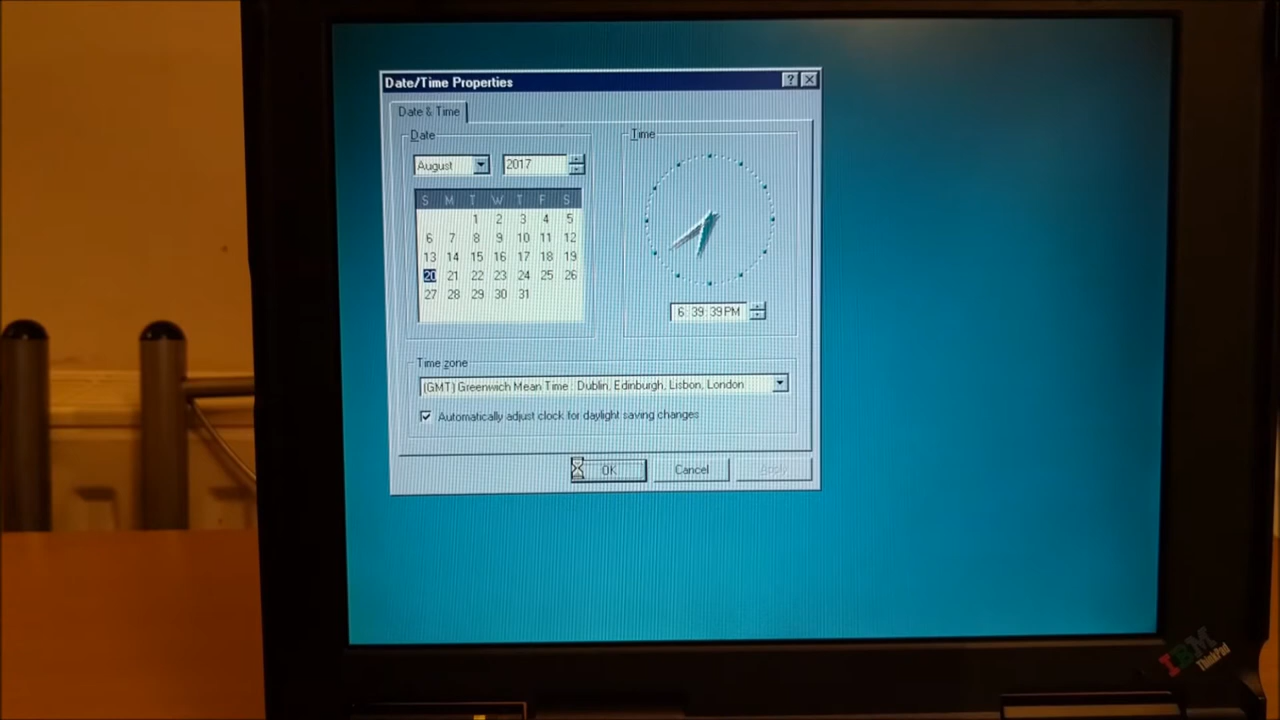 Date/Time Properties
Date & Time
Date
Time
August
2017
S M T W T F S
1 2 3 4 5
6 7 8 9 10 11 12
13 14 15 16 17 18 19
20 21 22 23 24 25 26
27 28 29 30 31
6:39:39 PM
Time zone
(GMT) Greenwich Mean Time : Dublin, Edinburgh, Lisbon, London
Automatically adjust clock for daylight saving changes
OK
Cancel
Apply
IBM
ThinkPad